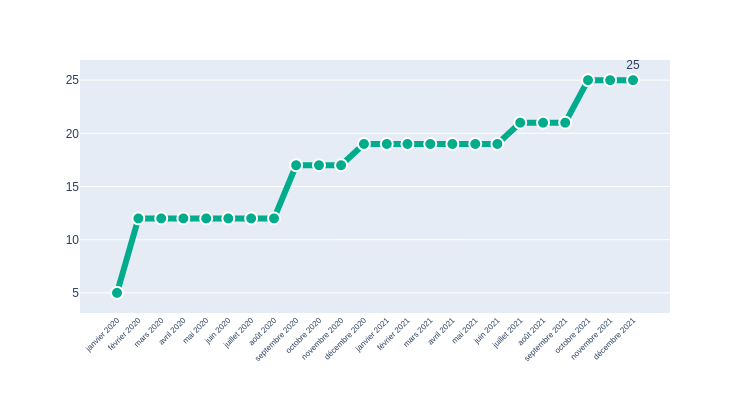 25
25
20
15
10
5
janvier 2020
février 2020
mars 2020
avril 2020
mai 2020
juin 2020
juillet 2020
août 2020
septembre 2020
octobre 2020
novembre 2020
décembre 2020
janvier 2021
février 2021
mars 2021
avril 2021
mai 2021
juin 2021
juillet 2021
août 2021
septembre 2021
octobre 2021
novembre 2021
décembre 2021